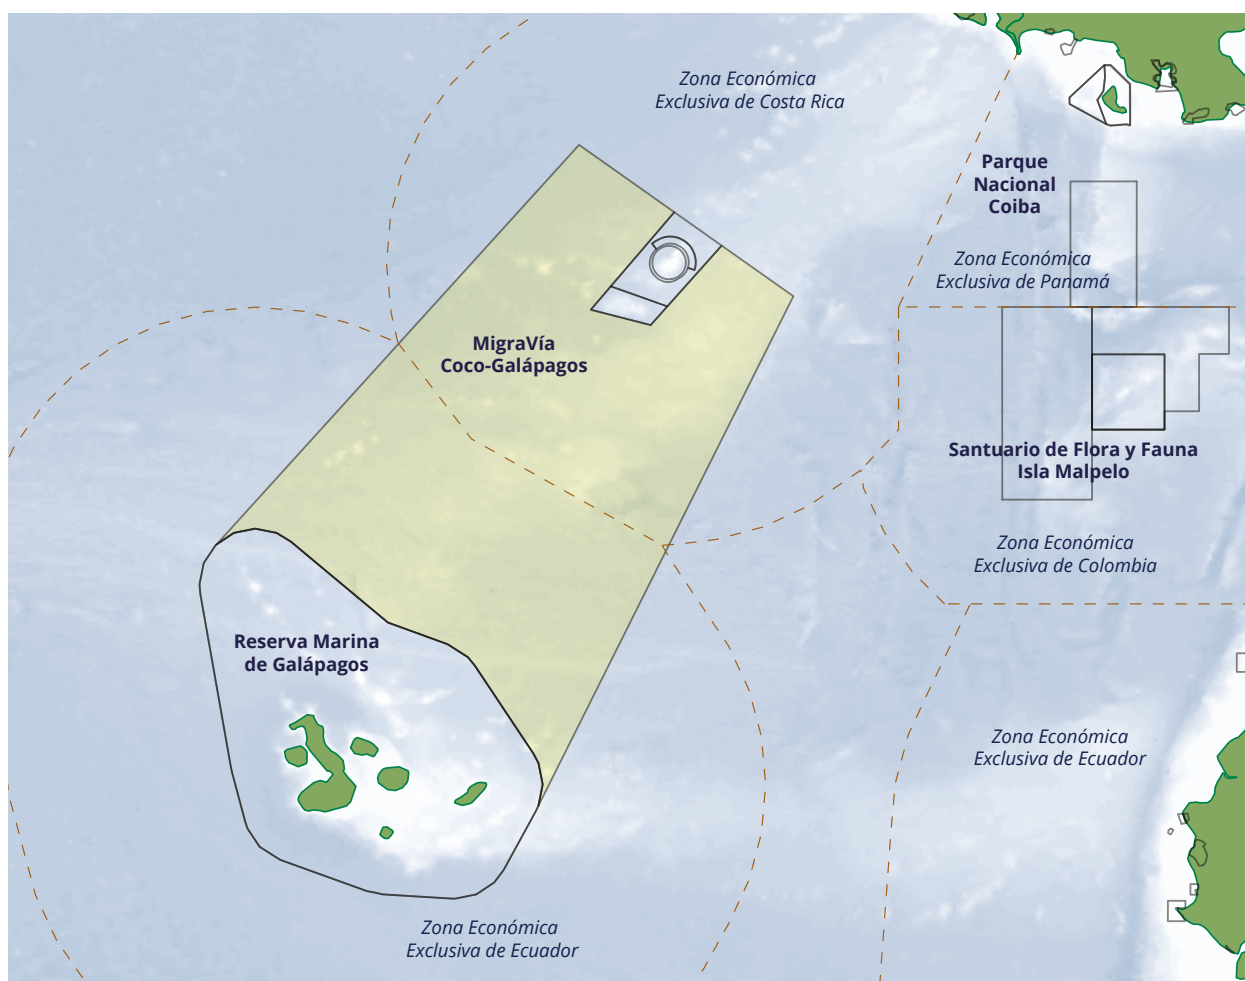 Zona Económica
Exclusiva de Costa Rica
Parque
Nacional
Coiba
Zona Económica
Exclusiva de Panamá
MigraVía
Coco-Galápagos
Santuario de Flora y Fauna
Isla Malpelo
Zona Económica
Exclusiva de Colombia
Reserva Marina
de Galápagos
Zona Económica
Exclusiva de Ecuador
Zona Económica
Exclusiva de Ecuador